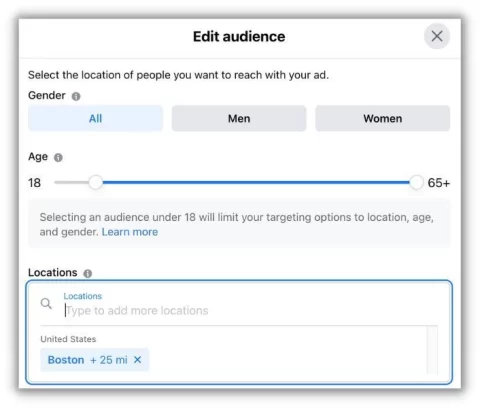 Edit audience
Select the location of people you want to reach with your ad.
Gender
All Men Women
Age
18 65+
Selecting an audience under 18 will limit your targeting options to location, age,
and gender. Learn more
Locations
Locations
Type to add more locations
United States
Boston + 25 mi